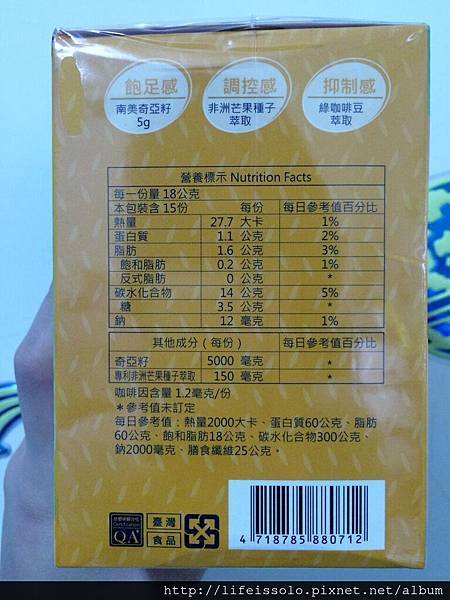 飽足感
南美奇亞籽
5g
調控感
非洲芒果種子
萃取
抑制感
綠咖啡豆
萃取
營養標示 Nutrition Facts
每一份量 18公克
本包裝含 15份 每份 每日參考值百分比
熱量 27.7 大卡 1%
蛋白質 1.1 公克 2%
脂肪 1.6 公克 3%
飽和脂肪 0.2 公克 1%
反式脂肪 0 公克 *
碳水化合物 14 公克 5%
糖 3.5 公克 *
鈉 12 毫克 1%
其他成分（每份） 每日參考值百分比
奇亞籽 5000 毫克 *
專利非洲芒果種子萃取 150 毫克 *
咖啡因含量 1.2毫克/份
＊參考值未訂定
每日參考值：熱量2000大卡、蛋白質60公克、脂肪
60公克、飽和脂肪18公克、碳水化合物300公克、
鈉2000毫克、膳食纖維25公克。
Certification
QA
臺灣
食品
4 718785 880712
http://lifeissolo.pixnet.net/album